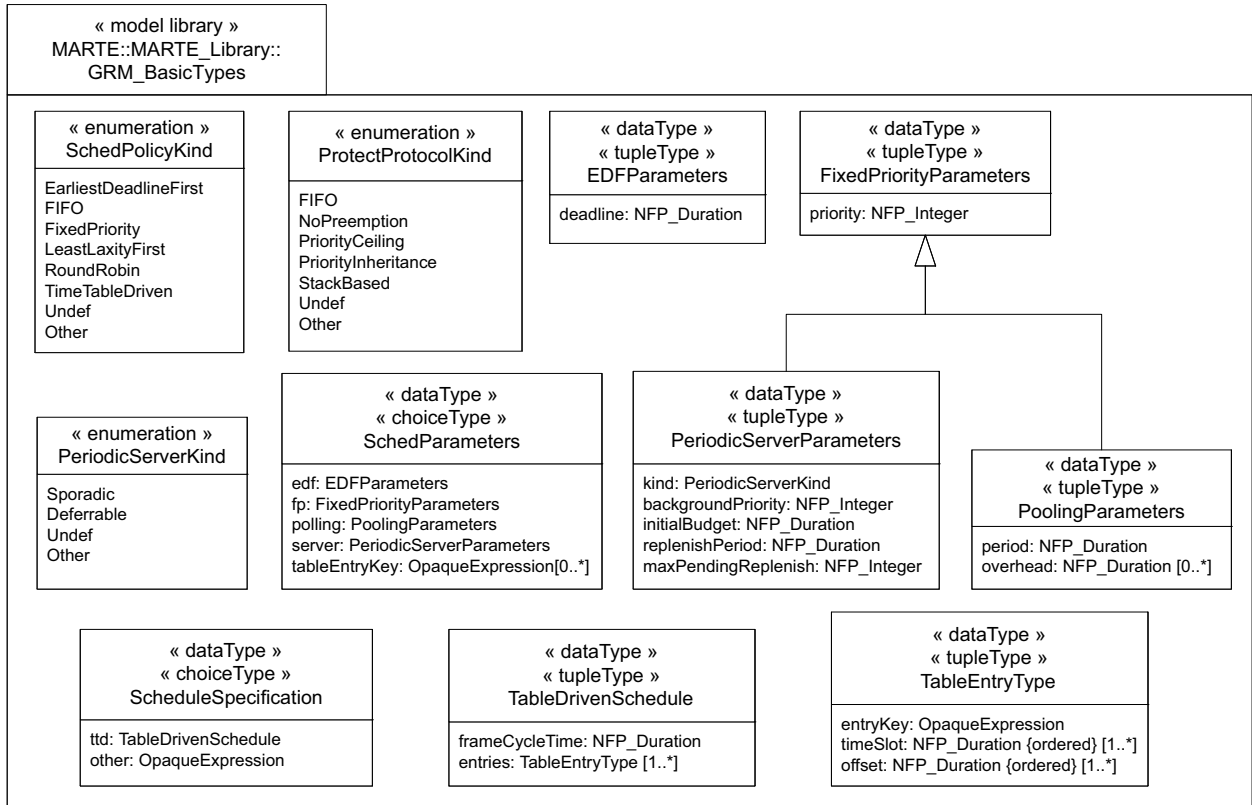 « model library »
MARTE::MARTE_Library::
GRM_BasicTypes
« enumeration »
SchedPolicyKind
EarliestDeadlineFirst
FIFO
FixedPriority
LeastLaxityFirst
RoundRobin
TimeTableDriven
Undef
Other
« enumeration »
ProtectProtocolKind
FIFO
NoPreemption
PriorityCeiling
PriorityInheritance
StackBased
Undef
Other
« dataType »
« tupleType »
EDFParameters
deadline: NFP_Duration
« dataType »
« tupleType »
FixedPriorityParameters
priority: NFP_Integer
« enumeration »
PeriodicServerKind
Sporadic
Deferrable
Undef
Other
« dataType »
« choiceType »
SchedParameters
edf: EDFParameters
fp: FixedPriorityParameters
polling: PoolingParameters
server: PeriodicServerParameters
tableEntryKey: OpaqueExpression[0..*]
« dataType »
« tupleType »
PeriodicServerParameters
kind: PeriodicServerKind
backgroundPriority: NFP_Integer
initialBudget: NFP_Duration
replenishPeriod: NFP_Duration
maxPendingReplenish: NFP_Integer
« dataType »
« tupleType »
PoolingParameters
period: NFP_Duration
overhead: NFP_Duration [0..*]
« dataType »
« choiceType »
ScheduleSpecification
ttd: TableDrivenSchedule
other: OpaqueExpression
« dataType »
« tupleType »
TableDrivenSchedule
frameCycleTime: NFP_Duration
entries: TableEntryType [1..*]
« dataType »
« tupleType »
TableEntryType
entryKey: OpaqueExpression
timeSlot: NFP_Duration {ordered} [1..*]
offset: NFP_Duration {ordered} [1..*]